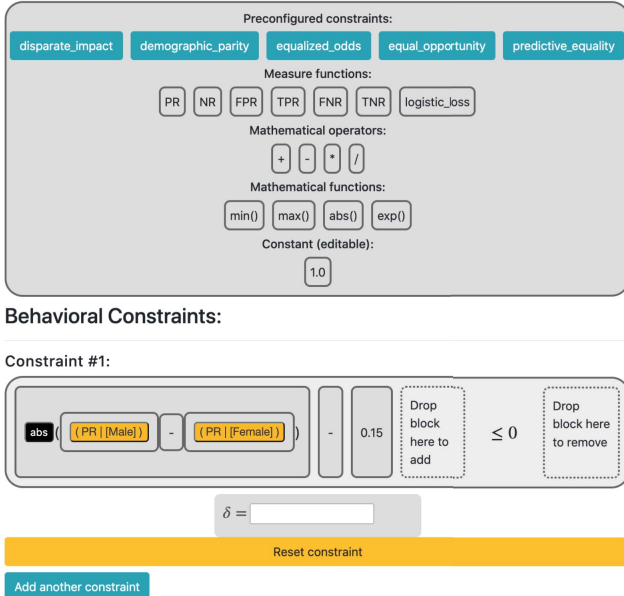 Preconfigured constraints:
disparate_impact demographic_parity equalized_odds equal_opportunity predictive_equality
Measure functions:
PR NR FPR TPR FNR TNR logistic_loss
Mathematical operators:
+ - * /
Mathematical functions:
min() max() abs() exp()
Constant (editable):
1.0
Behavioral Constraints:
Constraint #1:
abs ( ( PR | [Male] ) - ( PR | [Female] ) ) - 0.15
Drop
block
here to
add
≤ 0
Drop
block here
to remove
δ =
Reset constraint
Add another constraint